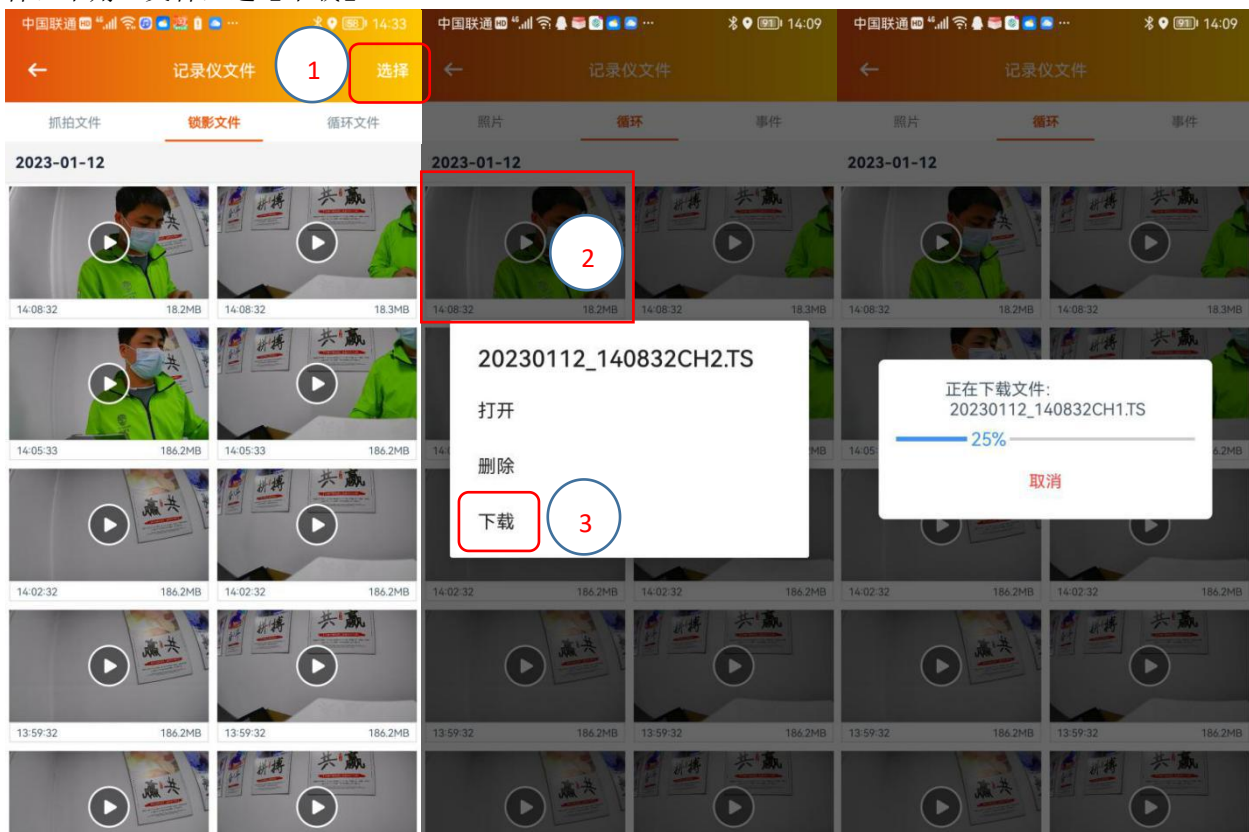 中国联通 HD 58 14:33
记录仪文件
1
选择
抓拍文件
锁影文件
循环文件
2023-01-12
14:08:32 18.2MB
14:08:32 18.3MB
14:05:33 186.2MB
14:05:33 186.2MB
14:02:32 186.2MB
14:02:32 186.2MB
13:59:32 186.2MB
13:59:32 186.2MB
中国联通 HD 91 14:09
记录仪文件
照片
循环
事件
2023-01-12
2
14:08:32 18.2MB
14:08:32 18.3MB
20230112_140832CH2.TS
打开
删除
下载
3
14:02:32 186.2MB
14:02:32 186.2MB
13:59:32 186.2MB
13:59:32 186.2MB
中国联通 HD 91 14:09
记录仪文件
照片
循环
事件
2023-01-12
14:08:32 18.2MB
14:08:32 18.3MB
正在下载文件:
20230112_140832CH1.TS
25%
取消
14:02:32 186.2MB
14:02:32 186.2MB
13:59:32 186.2MB
13:59:32 186.2MB